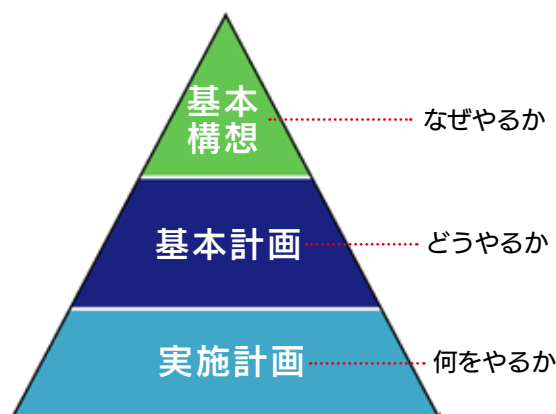 基本
構想
なぜやるか
基本計画
どうやるか
実施計画
何をやるか